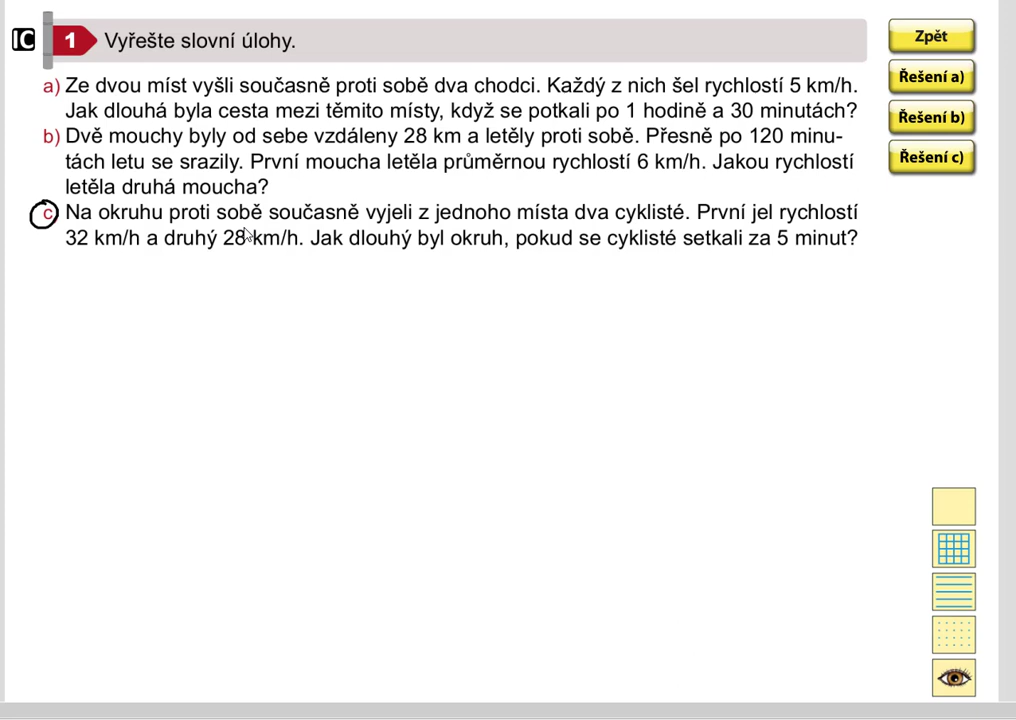 IC
1 Vyřešte slovní úlohy.
Zpět
Řešení a)
Řešení b)
Řešení c)
a) Ze dvou míst vyšli současně proti sobě dva chodci. Každý z nich šel rychlostí 5 km/h.
Jak dlouhá byla cesta mezi těmito místy, když se potkali po 1 hodině a 30 minutách?
b) Dvě mouchy byly od sebe vzdáleny 28 km a letěly proti sobě. Přesně po 120 minu-
tách letu se srazily. První moucha letěla průměrnou rychlostí 6 km/h. Jakou rychlostí
letěla druhá moucha?
c) Na okruhu proti sobě současně vyjeli z jednoho místa dva cyklisté. První jel rychlostí
32 km/h a druhý 28 km/h. Jak dlouhý byl okruh, pokud se cyklisté setkali za 5 minut?